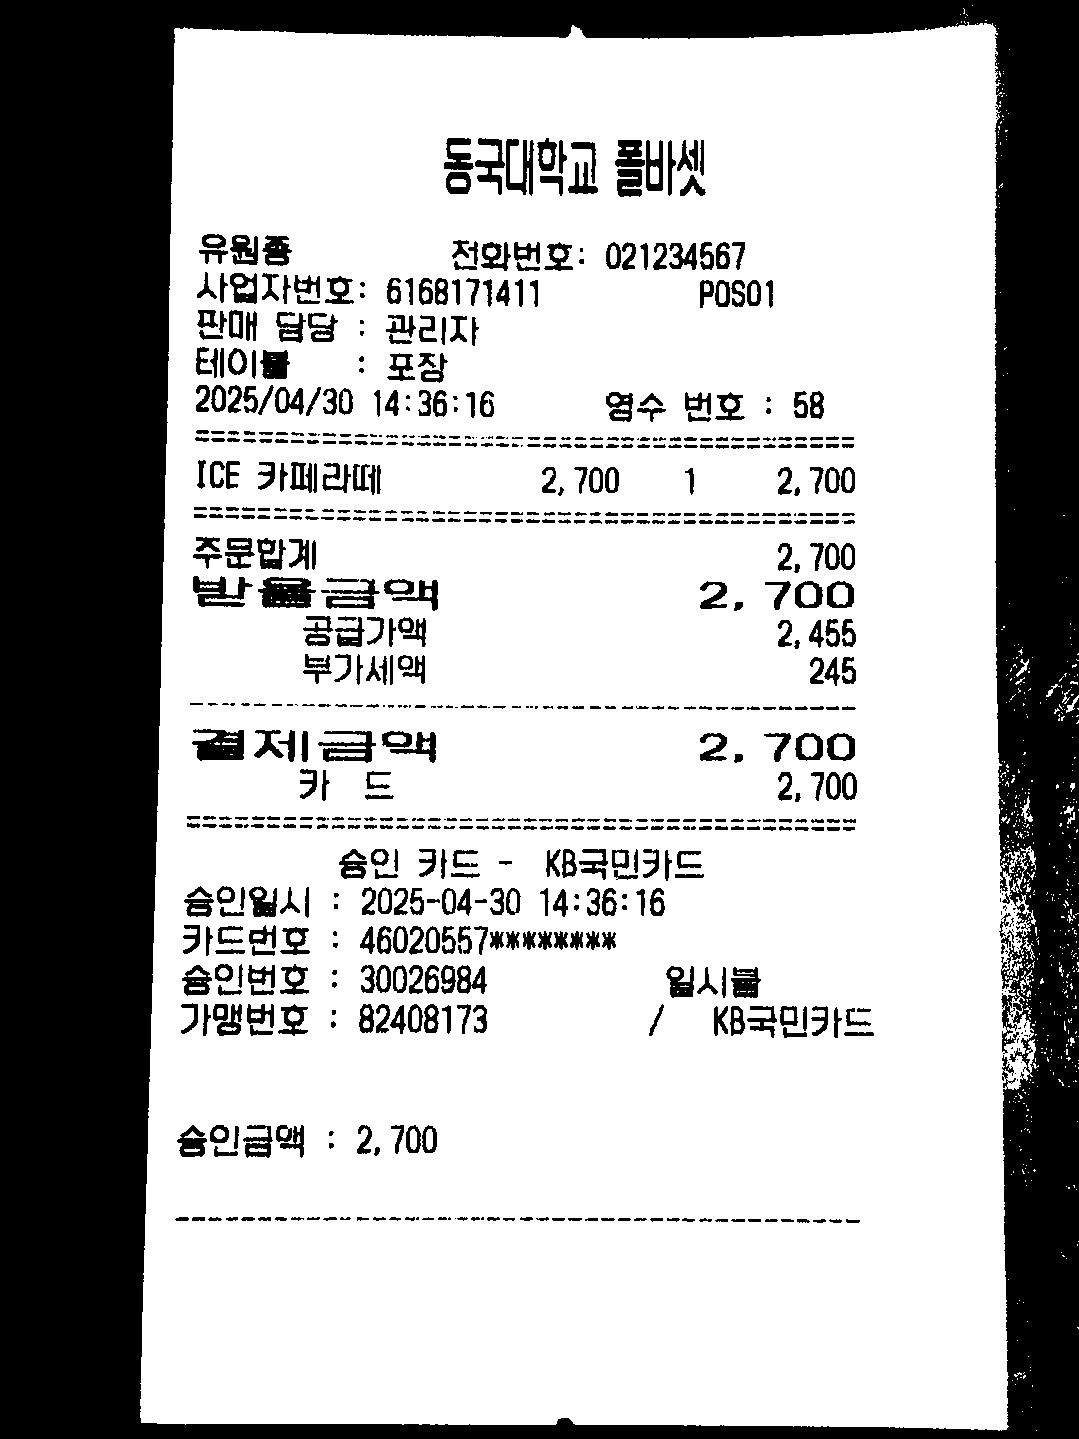 동국대학교 폴바셋
유원종 전화번호: 021234567
사업자번호: 6168171411 POS01
판매 담당 : 관리자
테이블 : 포장
2025/04/30 14:36:16 영수 번호 : 58
ICE 카페라떼 2,700 1 2,700
주문합계 2,700
받을금액 2,700
공급가액 2,455
부가세액 245
결제금액 2,700
카 드 2,700
승인 카드 - KB국민카드
승인일시 : 2025-04-30 14:36:16
카드번호 : 46020557********
승인번호 : 30026984 일시불
가맹번호 : 82408173 / KB국민카드
승인금액 : 2,700